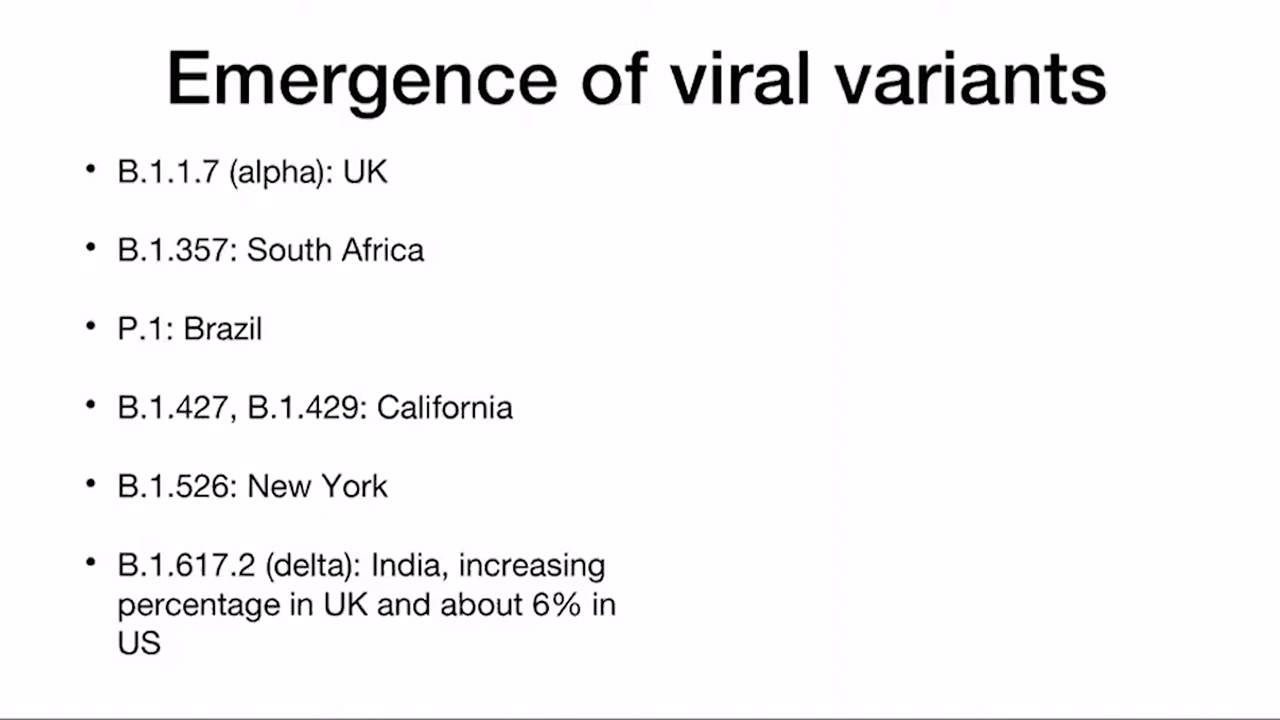 Emergence of viral variants
• B.1.1.7 (alpha): UK
• B.1.357: South Africa
• P.1: Brazil
• B.1.427, B.1.429: California
• B.1.526: New York
• B.1.617.2 (delta): India, increasing
percentage in UK and about 6% in
US